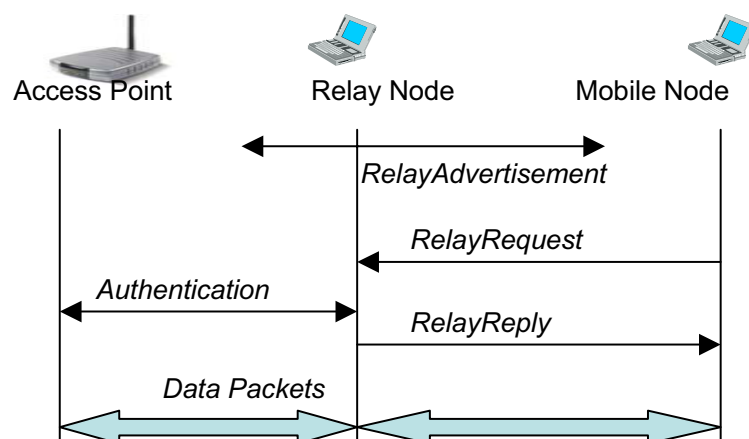 Access Point
Relay Node
Mobile Node
RelayAdvertisement
RelayRequest
Authentication
RelayReply
Data Packets